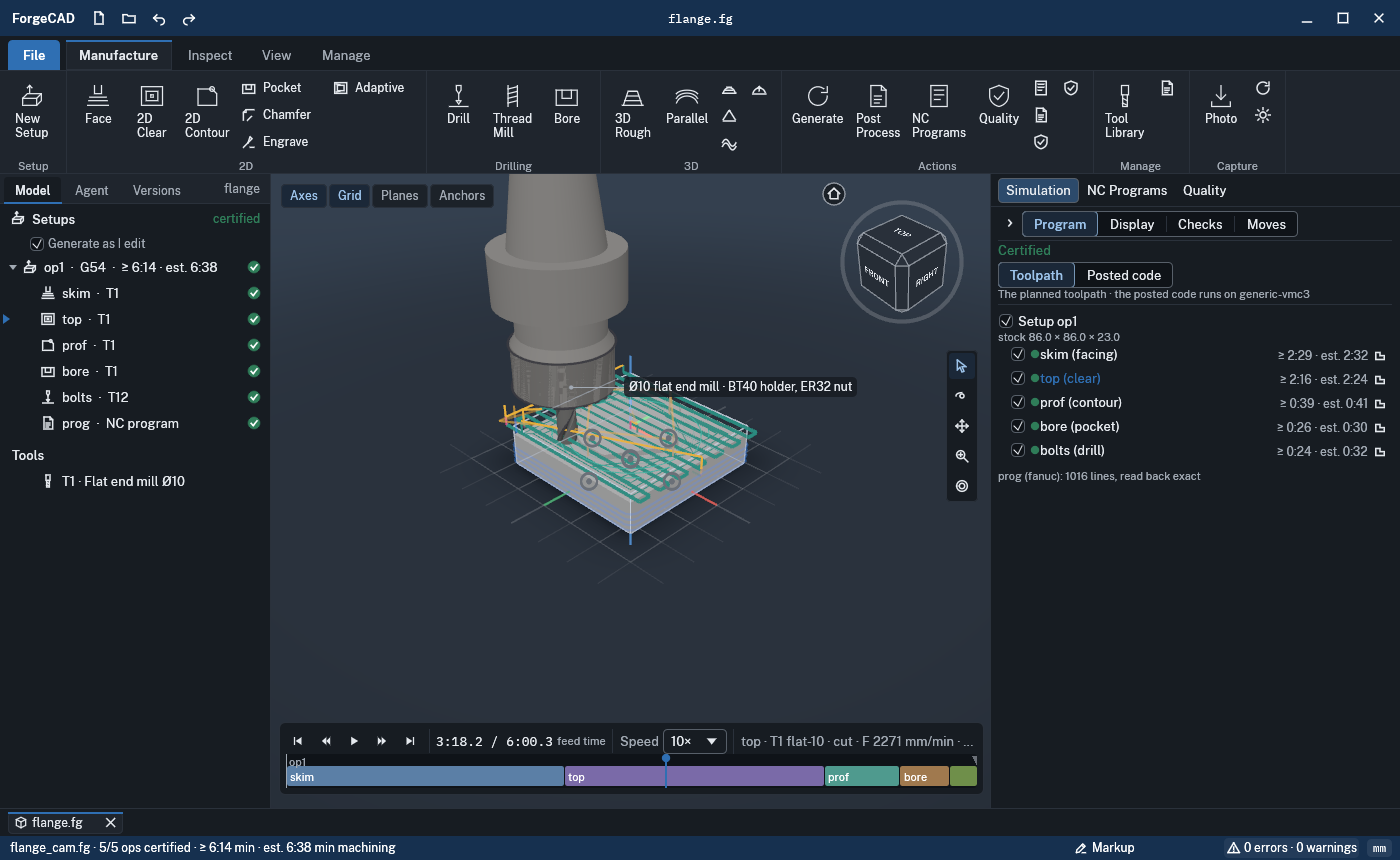 ForgeCAD
flange.fg
File
Manufacture
Inspect
View
Manage
New Setup
Face
2D Clear
2D Contour
Pocket
Chamfer
Engrave
Adaptive
Drill
Thread Mill
Bore
3D Rough
Parallel
Generate
Post Process
NC Programs
Quality
Tool Library
Photo
Setup
2D
Drilling
3D
Actions
Manage
Capture
Model
Agent
Versions
flange
Setups
certified
Generate as I edit
op1 · G54 · ≥ 6:14 · est. 6:38
skim · T1
top · T1
prof · T1
bore · T1
bolts · T12
prog · NC program
Tools
T1 · Flat end mill Ø10
Axes
Grid
Planes
Anchors
TOP
FRONT
RIGHT
Ø10 flat end mill · BT40 holder, ER32 nut
3:18.2 / 6:00.3 feed time
Speed
10×
top · T1 flat-10 · cut · F 2271 mm/min · ...
op1
skim
top
prof
bore
Simulation
NC Programs
Quality
Program
Display
Checks
Moves
Certified
Toolpath
Posted code
The planned toolpath · the posted code runs on generic-vmc3
Setup op1
stock 86.0 × 86.0 × 23.0
skim (facing) ≥ 2:29 · est. 2:32
top (clear) ≥ 2:16 · est. 2:24
prof (contour) ≥ 0:39 · est. 0:41
bore (pocket) ≥ 0:26 · est. 0:30
bolts (drill) ≥ 0:24 · est. 0:32
prog (fanuc): 1016 lines, read back exact
flange.fg
flange_cam.fg · 5/5 ops certified · ≥ 6:14 min · est. 6:38 min machining
Markup
0 errors · 0 warnings
mm